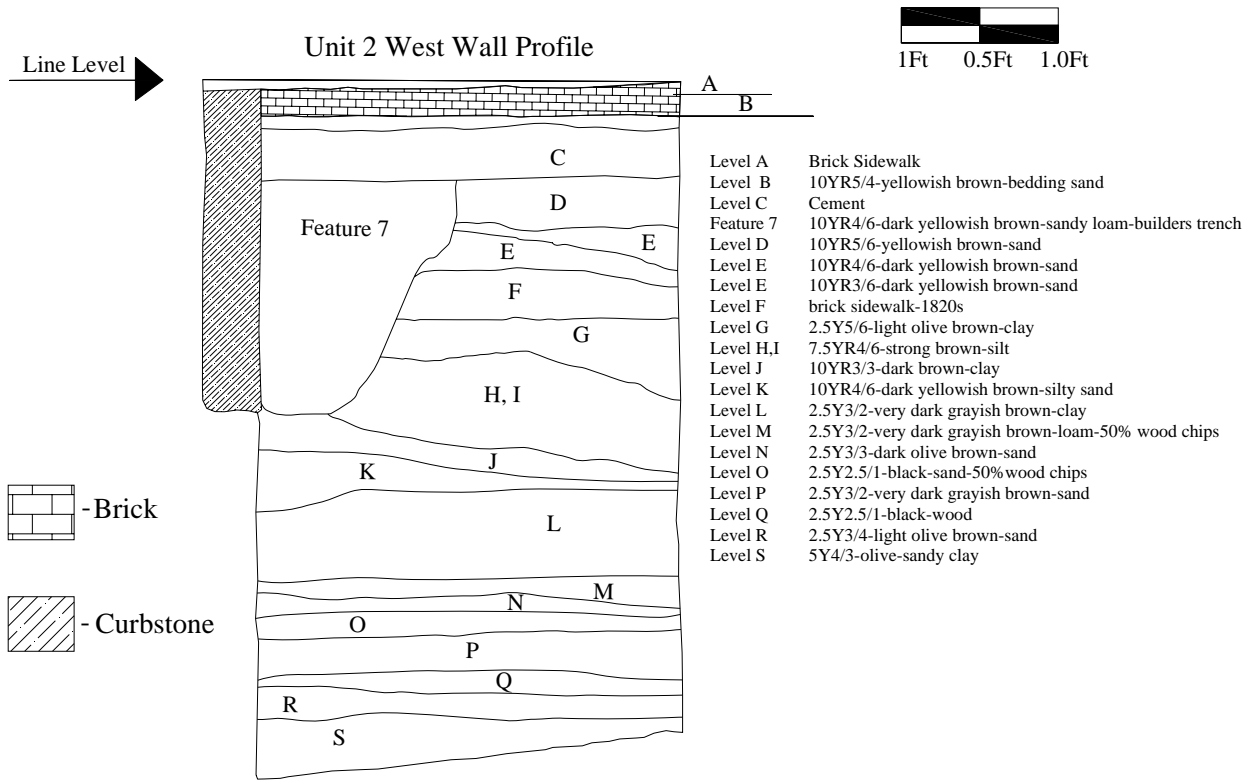 Unit 2 West Wall Profile
1Ft 0.5Ft 1.0Ft
Line Level
A
B
C
D
Feature 7
E
E
F
G
H, I
J
K
L
M
N
O
P
Q
R
S
Level A Brick Sidewalk
Level B 10YR5/4-yellowish brown-bedding sand
Level C Cement
Feature 7 10YR4/6-dark yellowish brown-sandy loam-builders trench
Level D 10YR5/6-yellowish brown-sand
Level E 10YR4/6-dark yellowish brown-sand
Level E 10YR3/6-dark yellowish brown-sand
Level F brick sidewalk-1820s
Level G 2.5Y5/6-light olive brown-clay
Level H,I 7.5YR4/6-strong brown-silt
Level J 10YR3/3-dark brown-clay
Level K 10YR4/6-dark yellowish brown-silty sand
Level L 2.5Y3/2-very dark grayish brown-clay
Level M 2.5Y3/2-very dark grayish brown-loam-50% wood chips
Level N 2.5Y3/3-dark olive brown-sand
Level O 2.5Y2.5/1-black-sand-50%wood chips
Level P 2.5Y3/2-very dark grayish brown-sand
Level Q 2.5Y2.5/1-black-wood
Level R 2.5Y3/4-light olive brown-sand
Level S 5Y4/3-olive-sandy clay
-Brick
- Curbstone